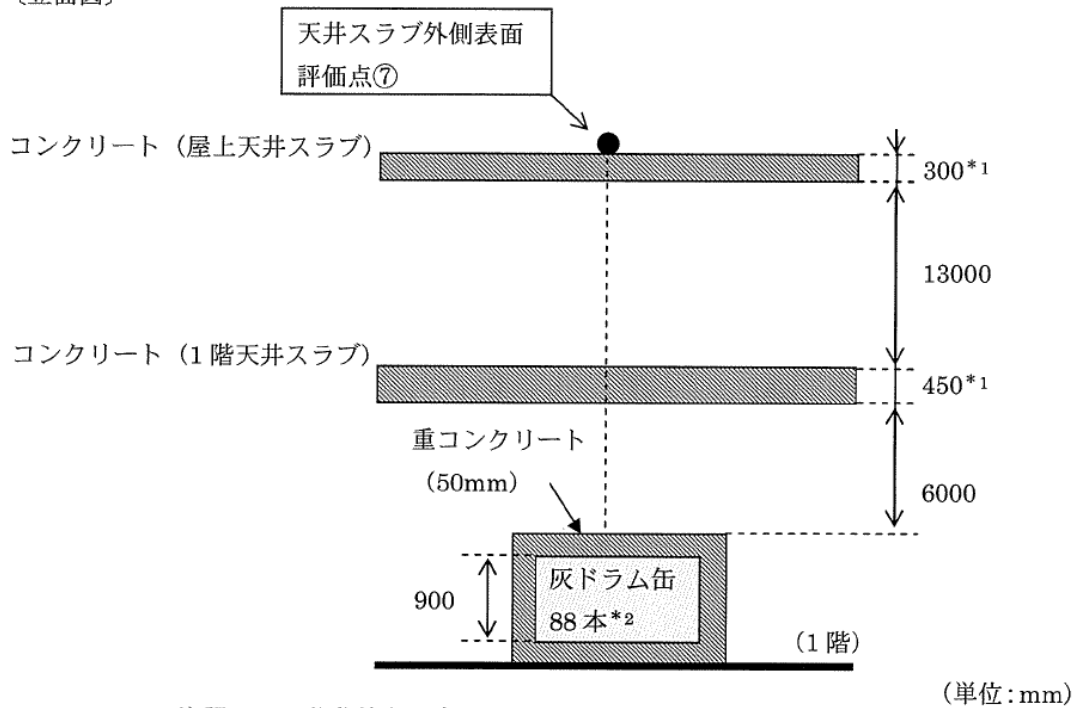 天井スラブ外側表面
評価点⑦
コンクリート（屋上天井スラブ）
300*1
13000
コンクリート（1階天井スラブ）
450*1
重コンクリート
（50mm）
6000
灰ドラム缶
88本*2
900
（1階）
（単位:mm）